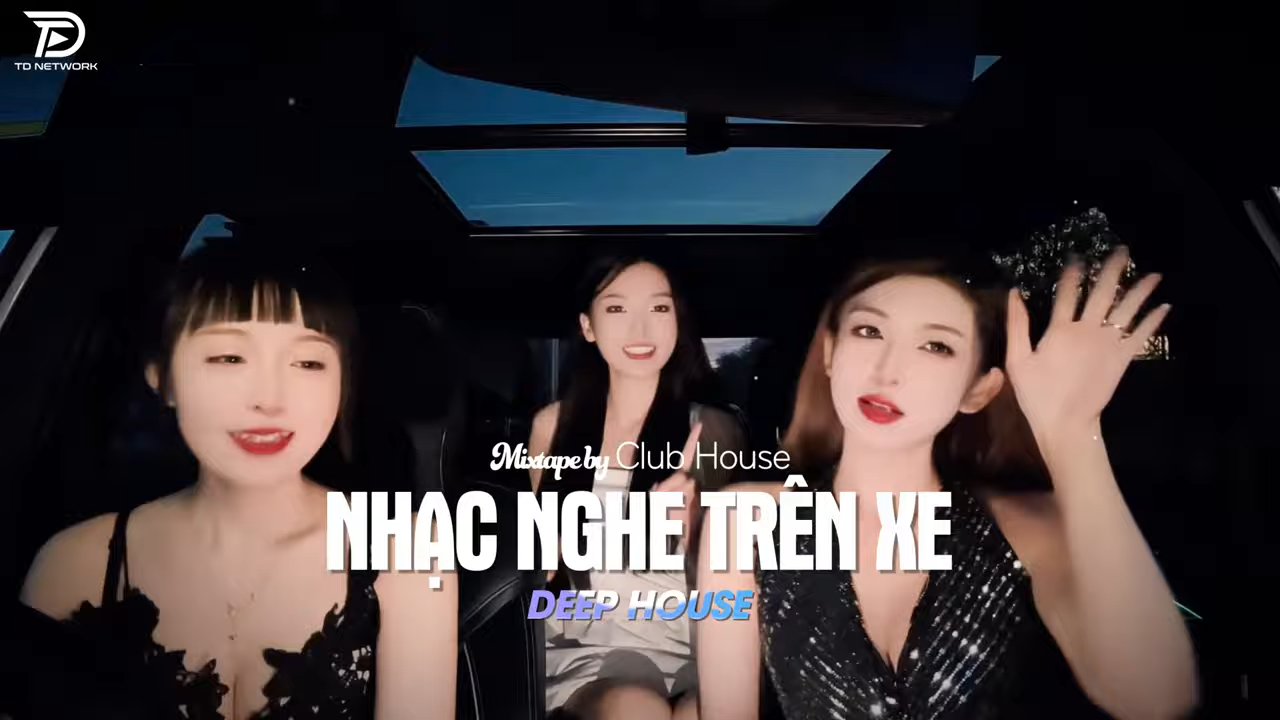 TD NETWORK
Mixtape by Club House
NHẠC NGHE TRÊN XE
DEEP HOUSE